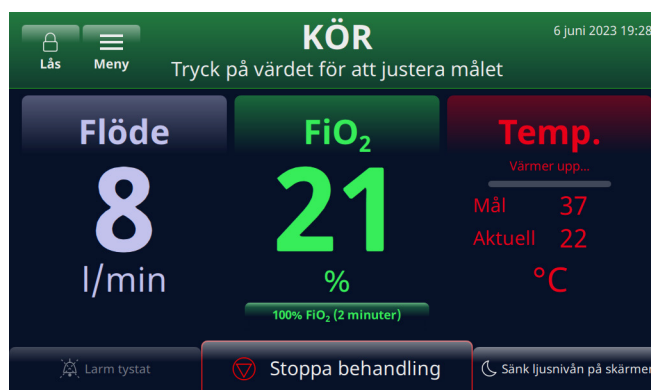 KÖR
6 juni 2023 19:28
Lås
Meny
Tryck på värdet för att justera målet
Flöde
8
l/min
FiO₂
21
%
100% FiO₂ (2 minuter)
Temp.
Värmer upp...
Mål 37
Aktuell 22
°C
Larm tystat
Stoppa behandling
Sänk ljusnivån på skärmen